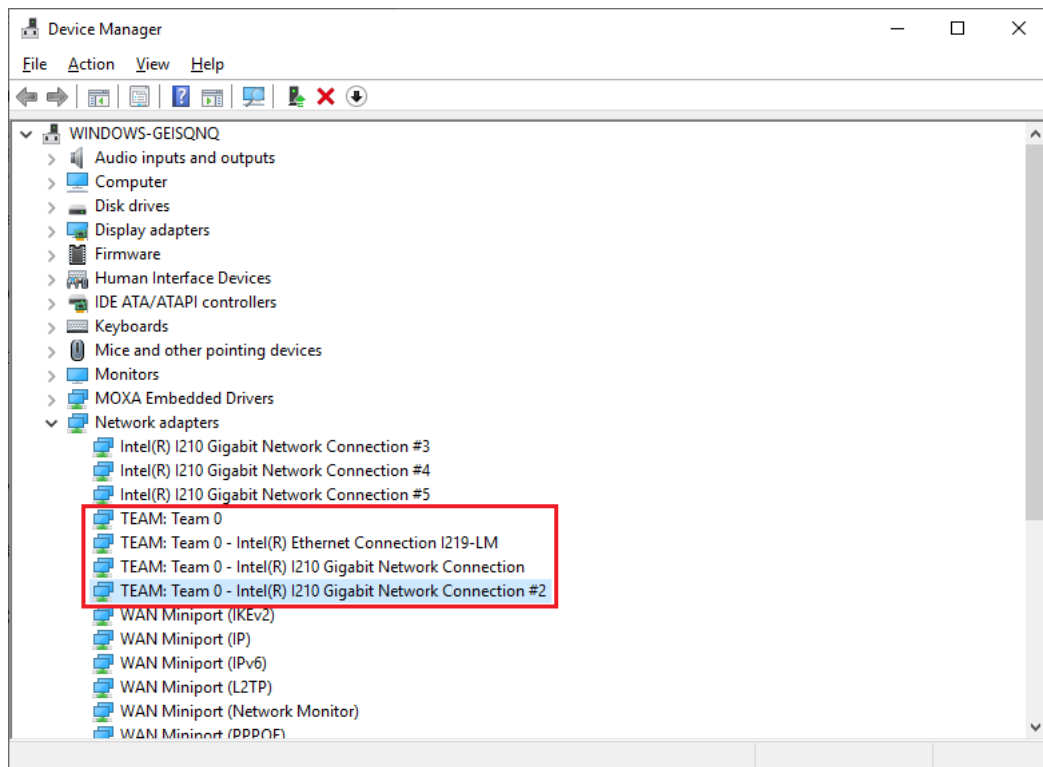 Device Manager
File Action View Help
WINDOWS-GEISQNQ
Audio inputs and outputs
Computer
Disk drives
Display adapters
Firmware
Human Interface Devices
IDE ATA/ATAPI controllers
Keyboards
Mice and other pointing devices
Monitors
MOXA Embedded Drivers
Network adapters
Intel(R) I210 Gigabit Network Connection #3
Intel(R) I210 Gigabit Network Connection #4
Intel(R) I210 Gigabit Network Connection #5
TEAM: Team 0
TEAM: Team 0 - Intel(R) Ethernet Connection I219-LM
TEAM: Team 0 - Intel(R) I210 Gigabit Network Connection
TEAM: Team 0 - Intel(R) I210 Gigabit Network Connection #2
WAN Miniport (IKEv2)
WAN Miniport (IP)
WAN Miniport (IPv6)
WAN Miniport (L2TP)
WAN Miniport (Network Monitor)
WAN Miniport (PPPOE)